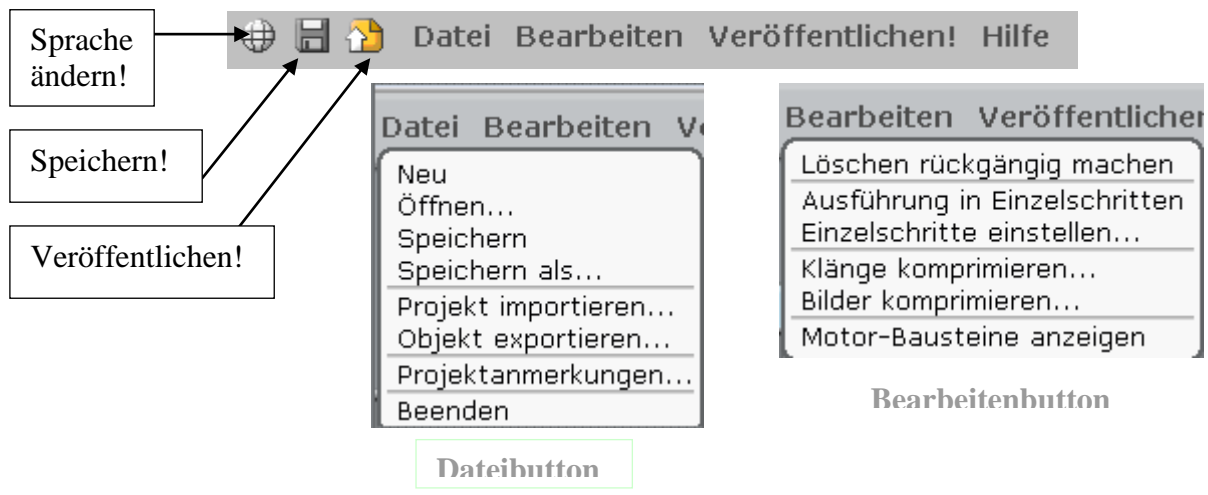 Sprache
ändern!
Datei Bearbeiten Veröffentlichen! Hilfe
Speichern!
Veröffentlichen!
Datei Bearbeiten V
Neu
Öffnen...
Speichern
Speichern als...
Projekt importieren...
Objekt exportieren...
Projektanmerkungen...
Beenden
Dateibutton
Bearbeiten Veröffentlicher
Löschen rückgängig machen
Ausführung in Einzelschritten
Einzelschritte einstellen...
Klänge komprimieren...
Bilder komprimieren...
Motor-Bausteine anzeigen
Bearbeitenbutton